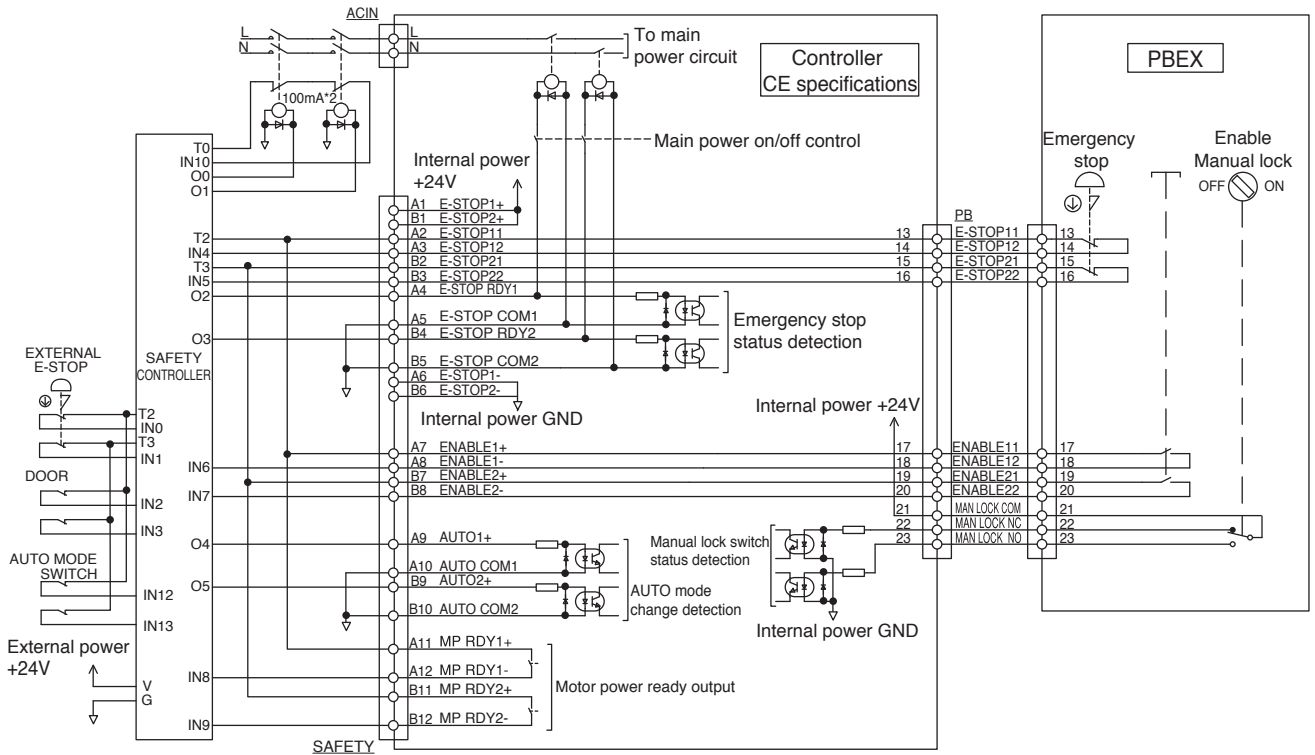 ACIN
L
N
L
N
To main
power circuit
Controller
CE specifications
PBEX
100mA*2
Main power on/off control
Emergency
stop
Enable
Manual lock
OFF
ON
T0
IN10
O0
O1
Internal power
+24V
A1 E-STOP1+
B1 E-STOP2+
T2
A2 E-STOP11
13
PB
E-STOP11
13
IN4
A3 E-STOP12
14
E-STOP12
14
T3
B2 E-STOP21
15
E-STOP21
15
IN5
B3 E-STOP22
16
E-STOP22
16
O2
A4 E-STOP RDY1
A5 E-STOP COM1
O3
B4 E-STOP RDY2
Emergency stop
status detection
B5 E-STOP COM2
A6 E-STOP1-
B6 E-STOP2-
Internal power GND
EXTERNAL
E-STOP
SAFETY
CONTROLLER
T2
IN0
T3
IN1
Internal power +24V
A7 ENABLE1+
17
ENABLE11
17
IN6
A8 ENABLE1-
18
ENABLE12
18
B7 ENABLE2+
19
ENABLE21
19
IN7
B8 ENABLE2-
20
ENABLE22
20
DOOR
IN2
IN3
21
MAN LOCK COM
21
22
MAN LOCK NC
22
23
MAN LOCK NO
23
O4
A9 AUTO1+
A10 AUTO COM1
O5
B9 AUTO2+
B10 AUTO COM2
AUTO mode
change detection
Manual lock switch
status detection
Internal power GND
AUTO MODE
SWITCH
IN12
IN13
External power
+24V
V
G
A11 MP RDY1+
IN8
A12 MP RDY1-
B11 MP RDY2+
IN9
B12 MP RDY2-
Motor power ready output
SAFETY